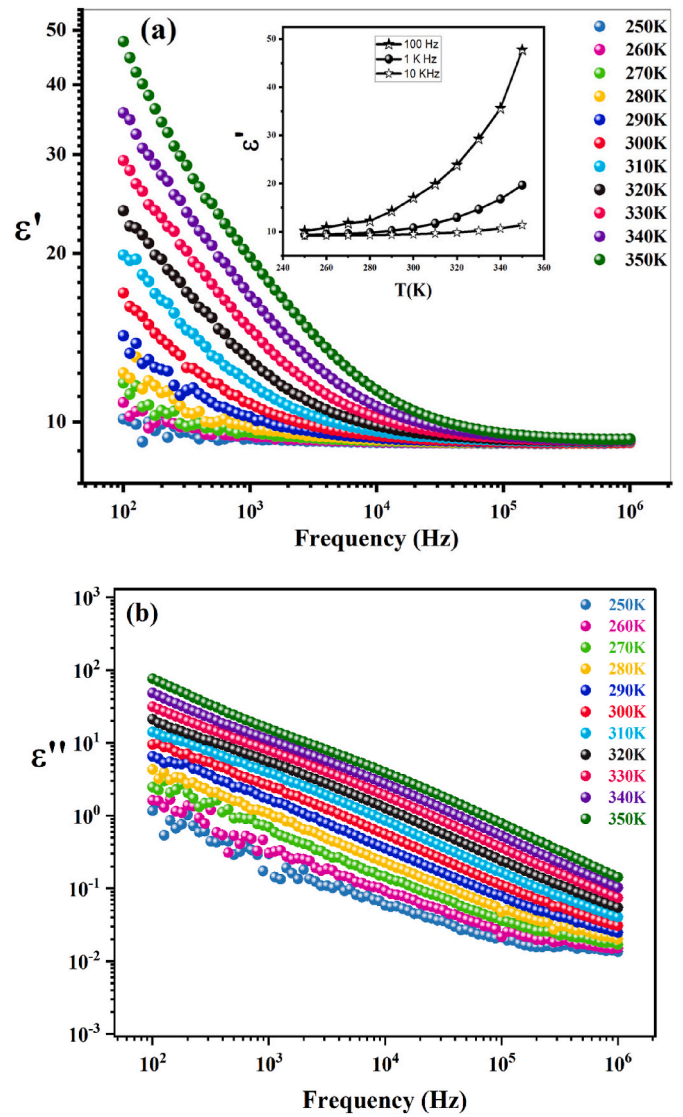 (a)
50
40
30
20
10
ε'
10² 10³ 10⁴ 10⁵ 10⁶
Frequency (Hz)
100 Hz
1 K Hz
10 KHz
50
40
30
20
10
ε'
240 260 280 300 320 340 360
T(K)
250K
260K
270K
280K
290K
300K
310K
320K
330K
340K
350K
(b)
10³
10²
10¹
10⁰
10⁻¹
10⁻²
10⁻³
ε''
10² 10³ 10⁴ 10⁵ 10⁶
Frequency (Hz)
250K
260K
270K
280K
290K
300K
310K
320K
330K
340K
350K